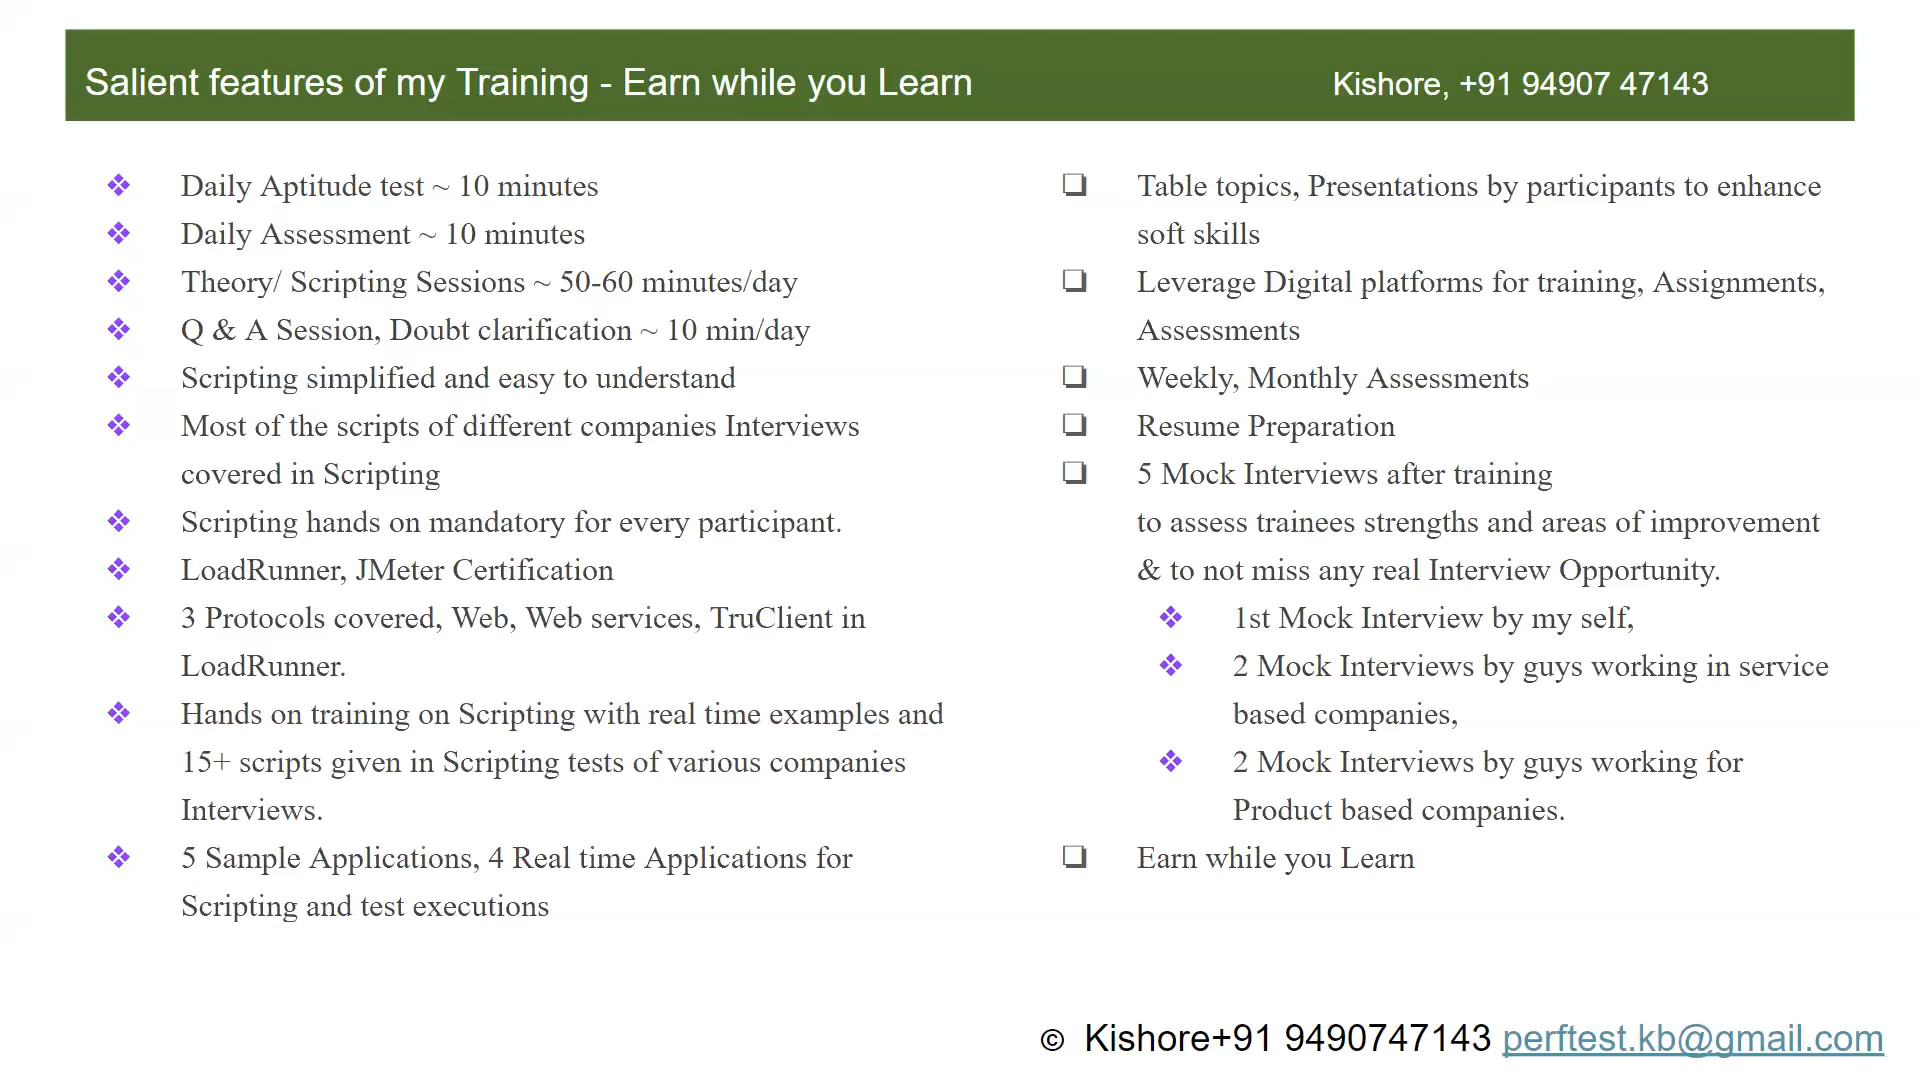 Salient features of my Training - Earn while you Learn
Kishore, +91 94907 47143
❖ Daily Aptitude test ~ 10 minutes
❖ Daily Assessment ~ 10 minutes
❖ Theory/ Scripting Sessions ~ 50-60 minutes/day
❖ Q & A Session, Doubt clarification ~ 10 min/day
❖ Scripting simplified and easy to understand
❖ Most of the scripts of different companies Interviews
covered in Scripting
❖ Scripting hands on mandatory for every participant.
❖ LoadRunner, JMeter Certification
❖ 3 Protocols covered, Web, Web services, TruClient in
LoadRunner.
❖ Hands on training on Scripting with real time examples and
15+ scripts given in Scripting tests of various companies
Interviews.
❖ 5 Sample Applications, 4 Real time Applications for
Scripting and test executions
❏ Table topics, Presentations by participants to enhance
soft skills
❏ Leverage Digital platforms for training, Assignments,
Assessments
❏ Weekly, Monthly Assessments
❏ Resume Preparation
❏ 5 Mock Interviews after training
to assess trainees strengths and areas of improvement
& to not miss any real Interview Opportunity.
❖ 1st Mock Interview by my self,
❖ 2 Mock Interviews by guys working in service
based companies,
❖ 2 Mock Interviews by guys working for
Product based companies.
❏ Earn while you Learn
© Kishore+91 9490747143 perftest.kb@gmail.com